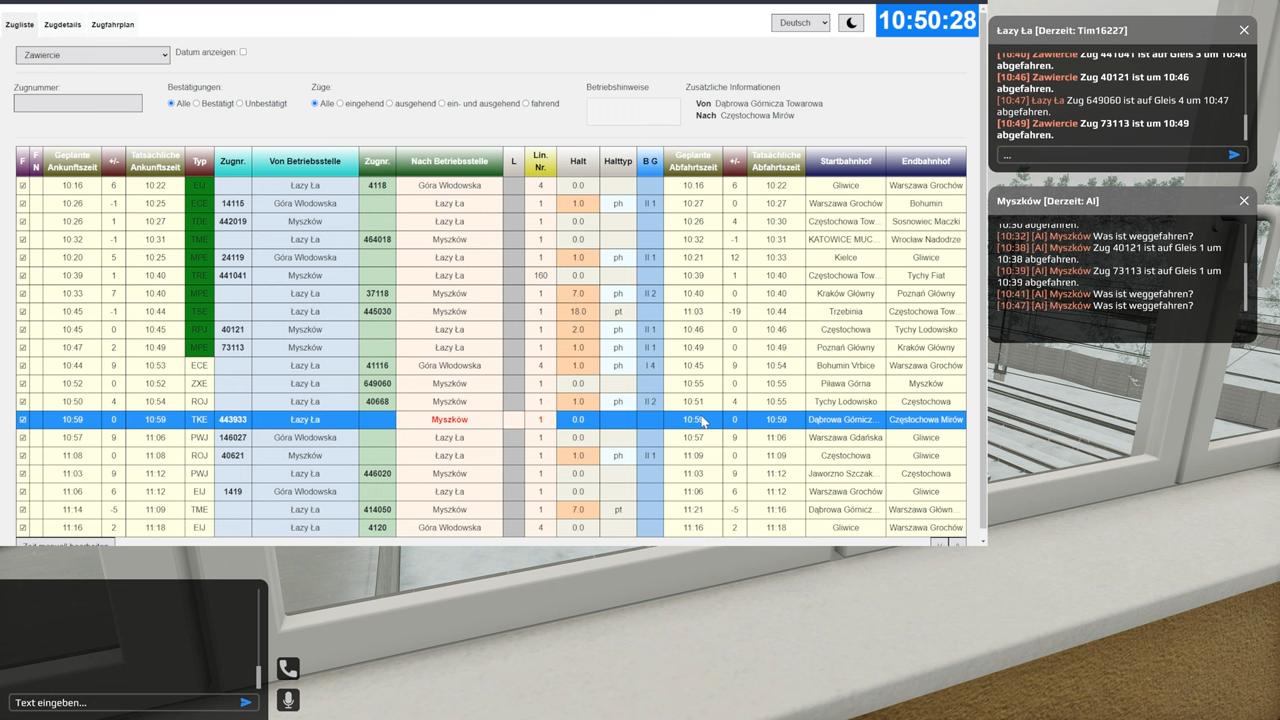 Zugliste Zugdetails Zugfahrplan Deutsch 10:50:28
Zawiercie Datum anzeigen:
Zugnummer: Bestätigungen: Züge: Betriebshinweise Zusätzliche Informationen
Alle Bestätigt Unbestätigt Alle eingehend ausgehend ein- und ausgehend fahrend
Von Dąbrowa Górnicza Towarowa
Nach Częstochowa Mirów
F F N Geplante Ankunftszeit +/- Tatsächliche Ankunftszeit Typ Zugnr. Von Betriebsstelle Zugnr. Nach Betriebsstelle L Lin. Nr. Halt Halttyp B G Geplante Abfahrtszeit +/- Tatsächliche Abfahrtszeit Startbahnhof Endbahnhof
10:16 6 10:22 EIJ Łazy Ła 4118 Góra Włodowska 4 0.0 10:16 6 10:22 Gliwice Warszawa Grochów
10:26 -1 10:25 ECE 14115 Góra Włodowska Łazy Ła 1 1.0 ph II 1 10:27 0 10:27 Warszawa Grochów Bohumin
10:26 1 10:27 TDE 442019 Myszków Łazy Ła 1 0.0 10:26 4 10:30 Częstochowa Tow... Sosnowiec Maczki
10:32 -1 10:31 TME Łazy Ła 464018 Myszków 1 0.0 10:32 -1 10:31 KATOWICE MUC... Wrocław Nadodrze
10:20 5 10:25 MPE 24119 Góra Włodowska Łazy Ła 1 1.0 ph II 1 10:21 12 10:33 Kielce Gliwice
10:39 1 10:40 TRE 441041 Myszków Łazy Ła 160 0.0 10:39 1 10:40 Częstochowa Tow... Tychy Fiat
10:33 7 10:40 MPE Łazy Ła 37118 Myszków 1 7.0 ph II 2 10:40 0 10:40 Kraków Główny Poznań Główny
10:45 -1 10:44 TSE Łazy Ła 445030 Myszków 1 18.0 pt 11:03 -19 10:44 Trzebinia Częstochowa Tow...
10:45 0 10:45 RPJ 40121 Myszków Łazy Ła 1 2.0 ph II 1 10:46 0 10:46 Częstochowa Tychy Lodowisko
10:47 2 10:49 MPE 73113 Myszków Łazy Ła 1 1.0 ph II 1 10:49 0 10:49 Poznań Główny Kraków Główny
10:44 9 10:53 ECE Łazy Ła 41116 Góra Włodowska 4 1.0 ph I 4 10:45 9 10:54 Bohumin Vrbice Warszawa Grochów
10:52 0 10:52 ZXE Łazy Ła 649060 Myszków 1 0.0 10:55 0 10:55 Piława Górna Myszków
10:50 4 10:54 ROJ Łazy Ła 40668 Myszków 1 1.0 ph II 2 10:51 4 10:55 Tychy Lodowisko Częstochowa
10:59 0 10:59 TKE 443933 Łazy Ła Myszków 1 0.0 10:59 0 10:59 Dąbrowa Górnicz... Częstochowa Mirów
10:57 9 11:06 PWJ 146027 Góra Włodowska Łazy Ła 1 0.0 10:57 9 11:06 Warszawa Gdańska Gliwice
11:08 0 11:08 ROJ 40621 Myszków Łazy Ła 1 1.0 ph II 1 11:09 0 11:09 Częstochowa Gliwice
11:03 9 11:12 PWJ Łazy Ła 446020 Myszków 1 0.0 11:03 9 11:12 Jaworzno Szczak... Częstochowa
11:06 6 11:12 EIJ 1419 Góra Włodowska Łazy Ła 1 0.0 11:06 6 11:12 Warszawa Grochów Gliwice
11:14 -5 11:09 TME Łazy Ła 414050 Myszków 1 7.0 pt 11:21 -5 11:16 Dąbrowa Górnicz... Warszawa Główn...
11:16 2 11:18 EIJ Łazy Ła 4120 Góra Włodowska 4 0.0 11:16 2 11:18 Gliwice Warszawa Grochów
Zeit manuell bearbeiten
Łazy Ła [Derzeit: Tim16227]
[10:40] Zawiercie Zug 441041 ist auf Gleis 3 um 10:40
abgefahren.
[10:46] Zawiercie Zug 40121 ist um 10:46
abgefahren.
[10:47] Łazy Ła Zug 649060 ist auf Gleis 4 um 10:47
abgefahren.
[10:49] Zawiercie Zug 73113 ist um 10:49
abgefahren.
...
Myszków [Derzeit: AI]
10:30 abgefahren.
[10:32] [AI] Myszków Was ist weggefahren?
[10:38] [AI] Myszków Zug 40121 ist auf Gleis 1 um
10:38 abgefahren.
[10:39] [AI] Myszków Zug 73113 ist auf Gleis 1 um
10:39 abgefahren.
[10:41] [AI] Myszków Was ist weggefahren?
[10:47] [AI] Myszków Was ist weggefahren?
Text eingeben...